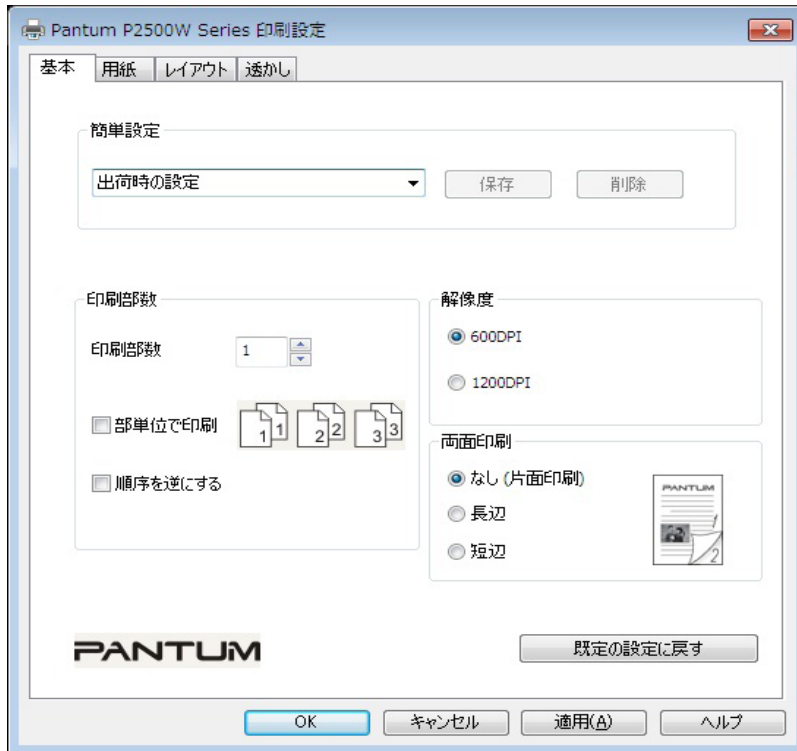 Pantum P2500W Series 印刷設定
基本 用紙 レイアウト 透かし
簡単設定
出荷時の設定 保存 削除
印刷部数
印刷部数 1
部単位で印刷 1 1 2 2 3 3
順序を逆にする
解像度
600DPI
1200DPI
両面印刷
なし (片面印刷)
長辺
短辺
PANTUM
1
2
PANTUM
既定の設定に戻す
OK キャンセル 適用(A) ヘルプ